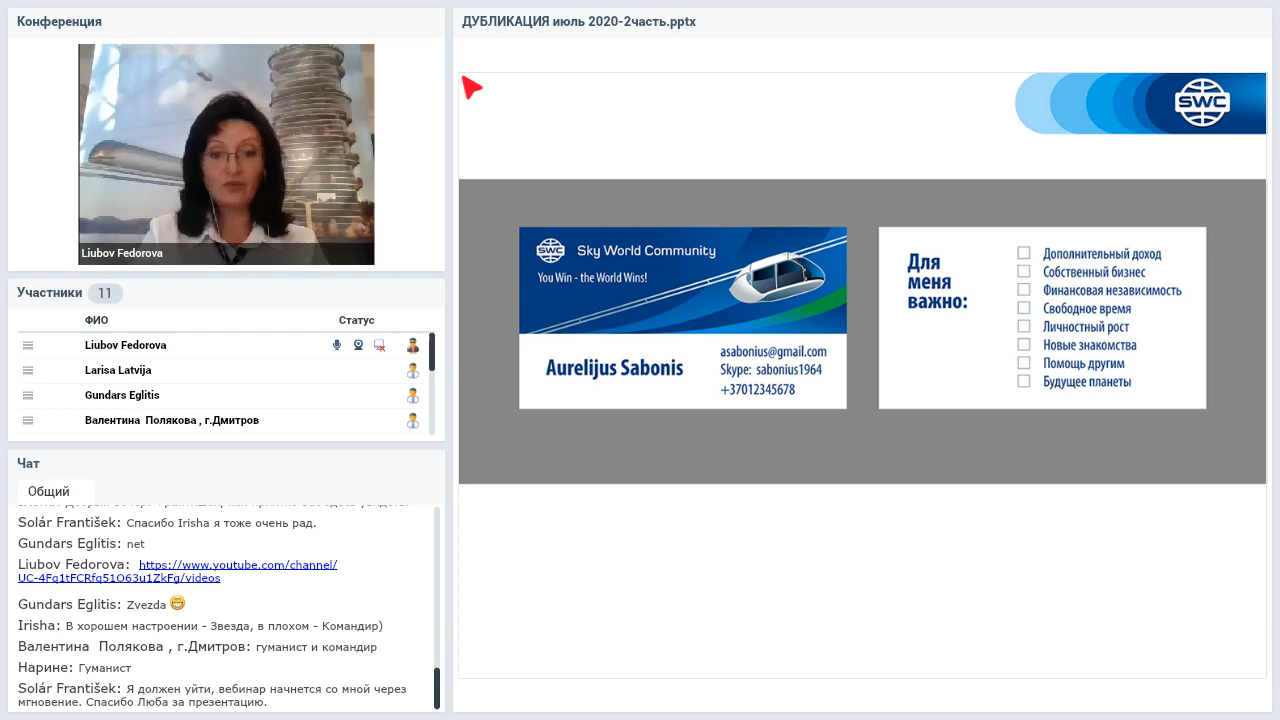 Конференция
Liubov Fedorova
Участники 11
ФИО Статус
Liubov Fedorova
Larisa Latvija
Gundars Eglitis
Валентина Полякова , г.Дмитров
Чат
Общий
Solár František: Спасибо Irisha я тоже очень рад.
Gundars Eglitis: net
Liubov Fedorova: https://www.youtube.com/channel/
UC-4Fq1tFCRfq51O63u1ZkFg/videos
Gundars Eglitis: Zvezda
Irisha: В хорошем настроении - Звезда, в плохом - Командир)
Валентина Полякова , г.Дмитров: гуманист и командир
Нарине: Гуманист
Solár František: Я должен уйти, вебинар начнется со мной через
мгновение. Спасибо Люба за презентацию.
ДУБЛИКАЦИЯ июль 2020-2часть.pptx
SWC
SWC Sky World Community
You Win - the World Wins!
Aurelijus Sabonis
asabonius@gmail.com
Skype: sabonius1964
+37012345678
Для
меня
важно:
Дополнительный доход
Собственный бизнес
Финансовая независимость
Свободное время
Личностный рост
Новые знакомства
Помощь другим
Будущее планеты